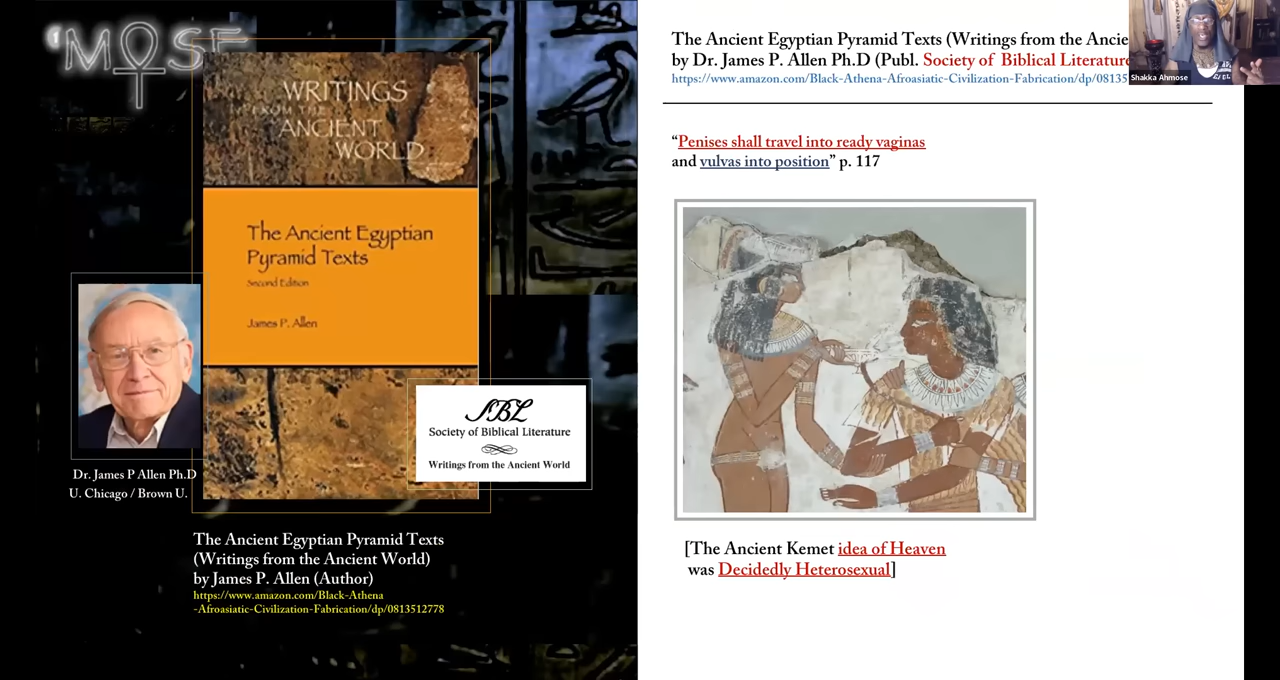 'MOSE
WRITINGS
FROM THE
ANCIENT
WORLD
The Ancient Egyptian
Pyramid Texts
Second Edition
James P. Allen
SBL
Society of Biblical Literature
Writings from the Ancient World
Dr. James P Allen Ph.D
U. Chicago / Brown U.
The Ancient Egyptian Pyramid Texts
(Writings from the Ancient World)
by James P. Allen (Author)
https://www.amazon.com/Black-Athena
-Afroasiatic-Civilization-Fabrication/dp/0813512778
The Ancient Egyptian Pyramid Texts (Writings from the Ancie
by Dr. James P. Allen Ph.D (Publ. Society of Biblical Literature
https://www.amazon.com/Black-Athena-Afroasiatic-Civilization-Fabrication/dp/08135
Shakka Ahmose
“Penises shall travel into ready vaginas
and vulvas into position” p. 117
[The Ancient Kemet idea of Heaven
was Decidedly Heterosexual]